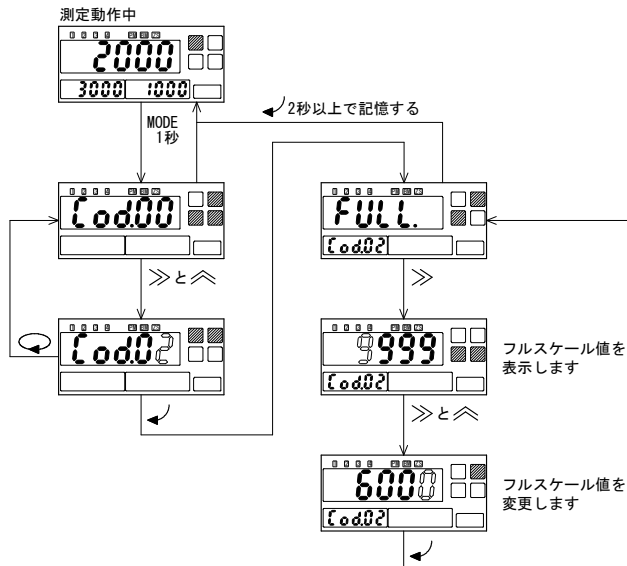 測定動作中
2000
3000 1000
MODE
1秒
2秒以上で記憶する
Cod.00
FULL.
Cod.02
≫と︽
≫
Cod.02
9999
Cod.02
フルスケール値を
表示します
≫と︽
6000
Cod.02
フルスケール値を
変更します